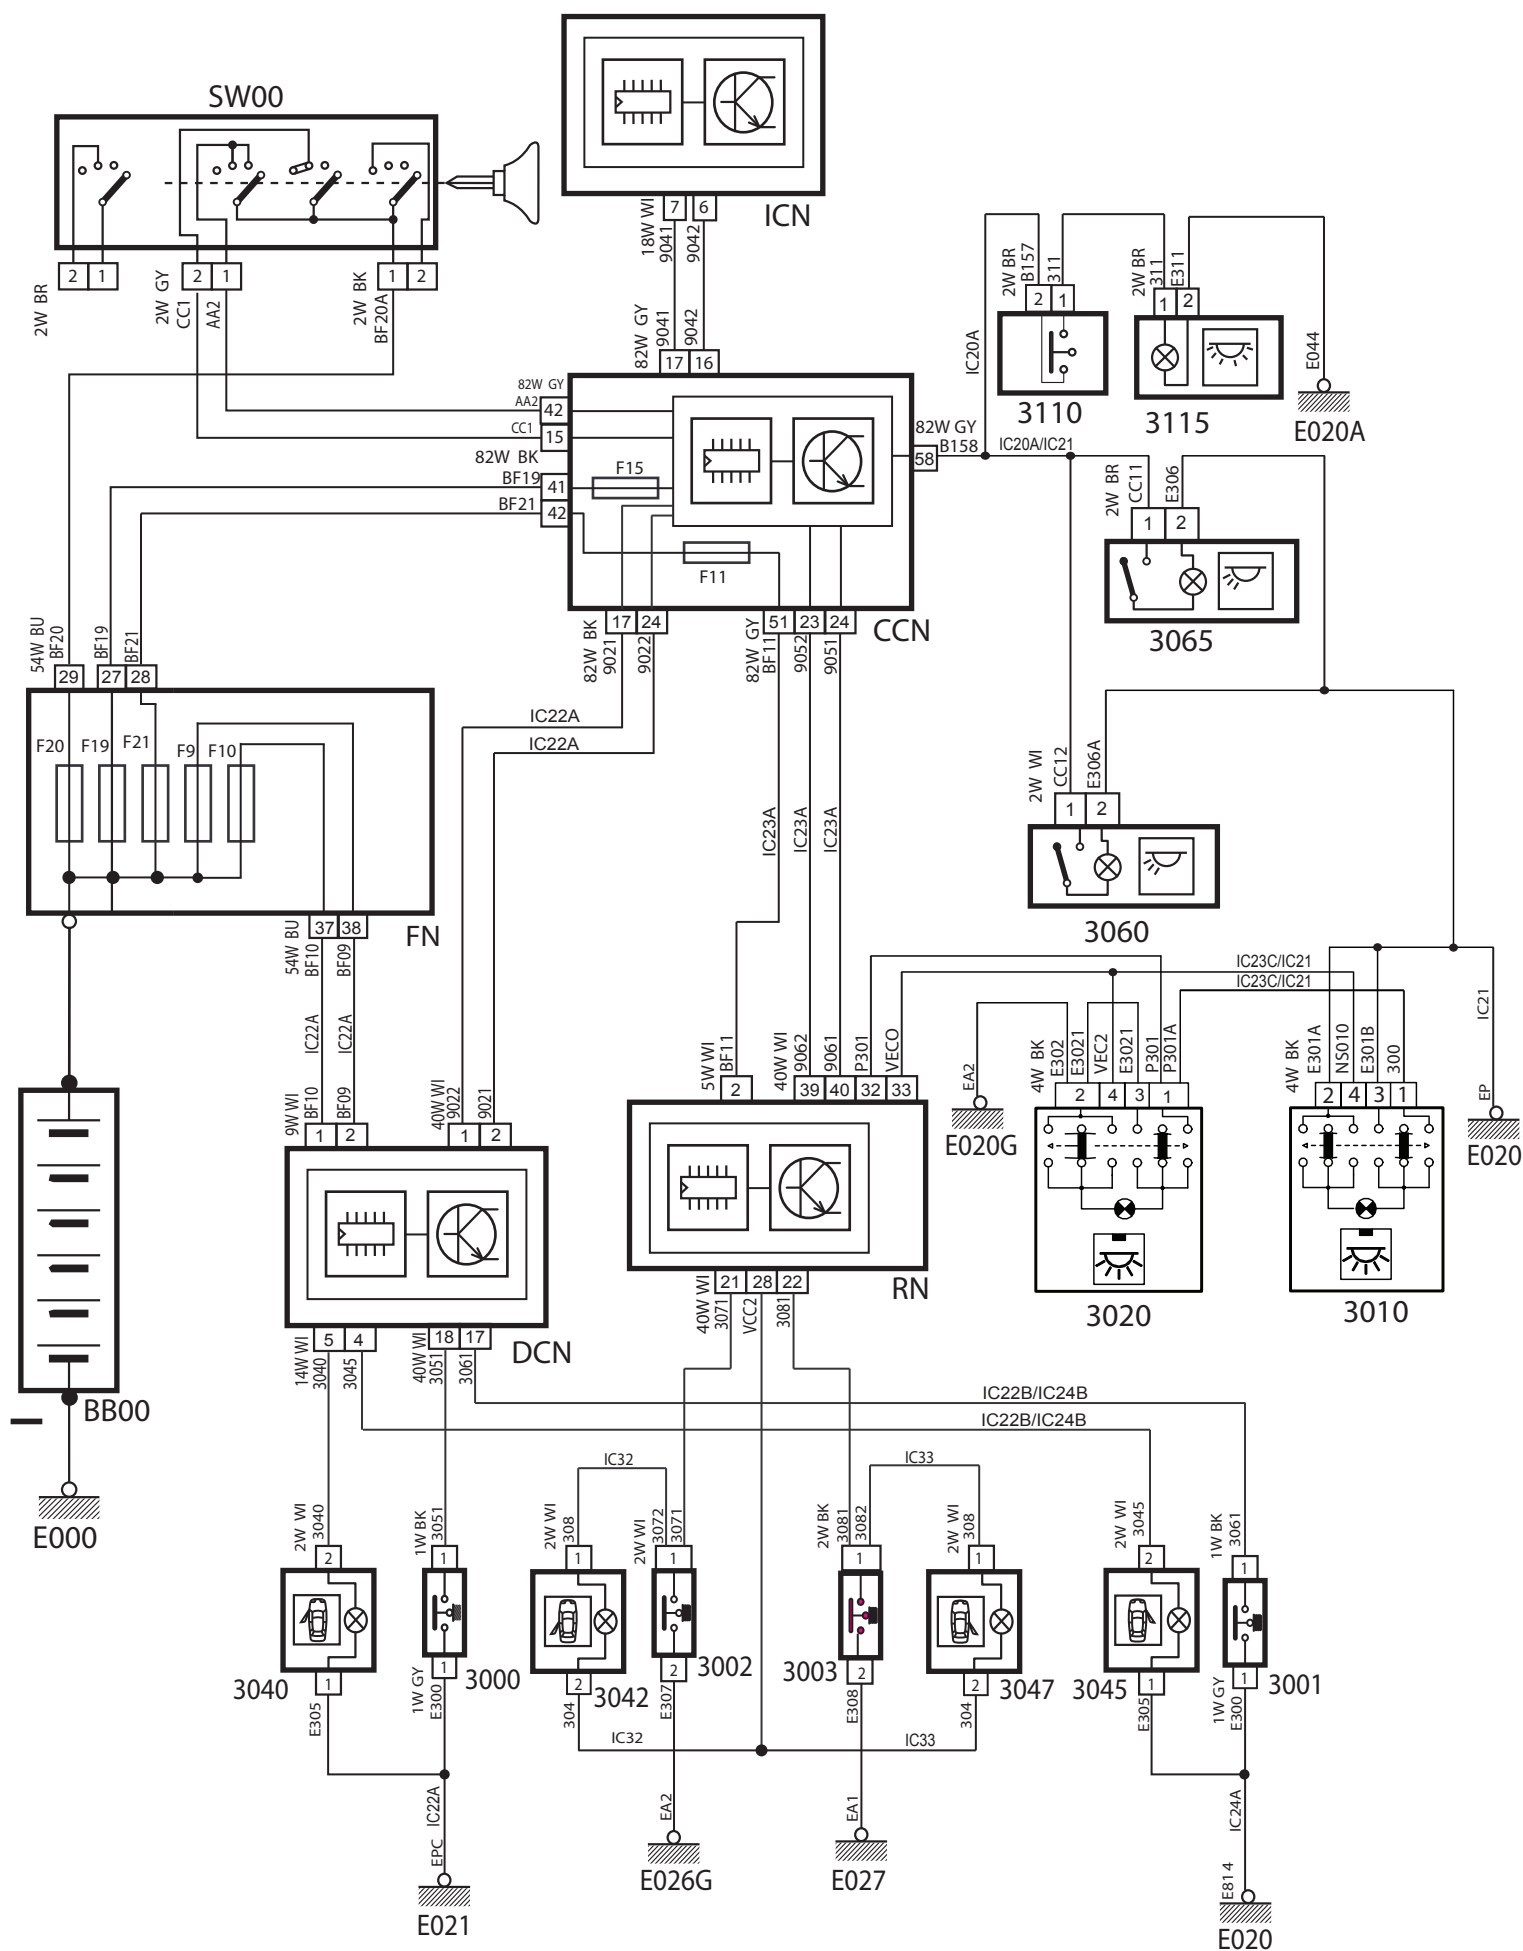 SW00
2
1
2
1
1
2
2W BR
2W GY
CC1
AA2
2W BK
BF20A
ICN
7
6
18W WI
9041
9042
82W GY
9041
9042
17
16
82W GY
AA2
42
CC1
15
82W BK
BF19
41
BF21
42
F15
F11
82W GY
B158
58
CCN
17
24
51
23
24
82W BK
9021
9022
82W GY
BF11
9052
9051
IC20A
2W BR
B157
311
2
1
3110
2W BR
311
E311
1
2
3115
E044
E020A
IC20A/IC21
2W BR
CC11
E306
1
2
3065
2W WI
CC12
E306A
1
2
3060
54W BU
BF20
BF19
BF21
29
27
28
F20
F19
F21
F9
F10
FN
54W BU
37
38
BF10
BF09
IC22A
IC22A
IC22A
IC22A
IC23A
IC23A
IC23A
BB00
E000
9W WI
BF10
BF09
1
2
40W WI
9022
9021
1
2
DCN
5
4
18
17
14W WI
3040
3045
40W WI
3051
3061
5W WI
BF11
2
40W WI
9062
9061
P301
VECO
39
40
32
33
RN
21
28
22
40W WI
3071
VCC2
3081
EA2
E020G
4W BK
E302
E3021
VEC2
E3021
P301
P301A
2
4
3
1
3020
IC23C/IC21
IC23C/IC21
4W BK
E301A
NS010
E301B
300
2
4
3
1
3010
IC21
EP
E020
IC22B/IC24B
IC22B/IC24B
IC32
IC33
2W WI
3040
2
1
3040
E305
1W BK
3051
1
1
3000
1W GY
E300
2W WI
308
1
2
3042
304
2W WI
3072
3071
1
2
3002
E307
2W BK
3081
3082
1
2
3003
E308
2W WI
308
1
2
3047
304
2W WI
3045
2
1
3045
E305
1W BK
3061
1
1
3001
1W GY
E300
IC32
IC33
IC22A
EPC
E021
EA2
E026G
EA1
E027
IC24A
E814
E020